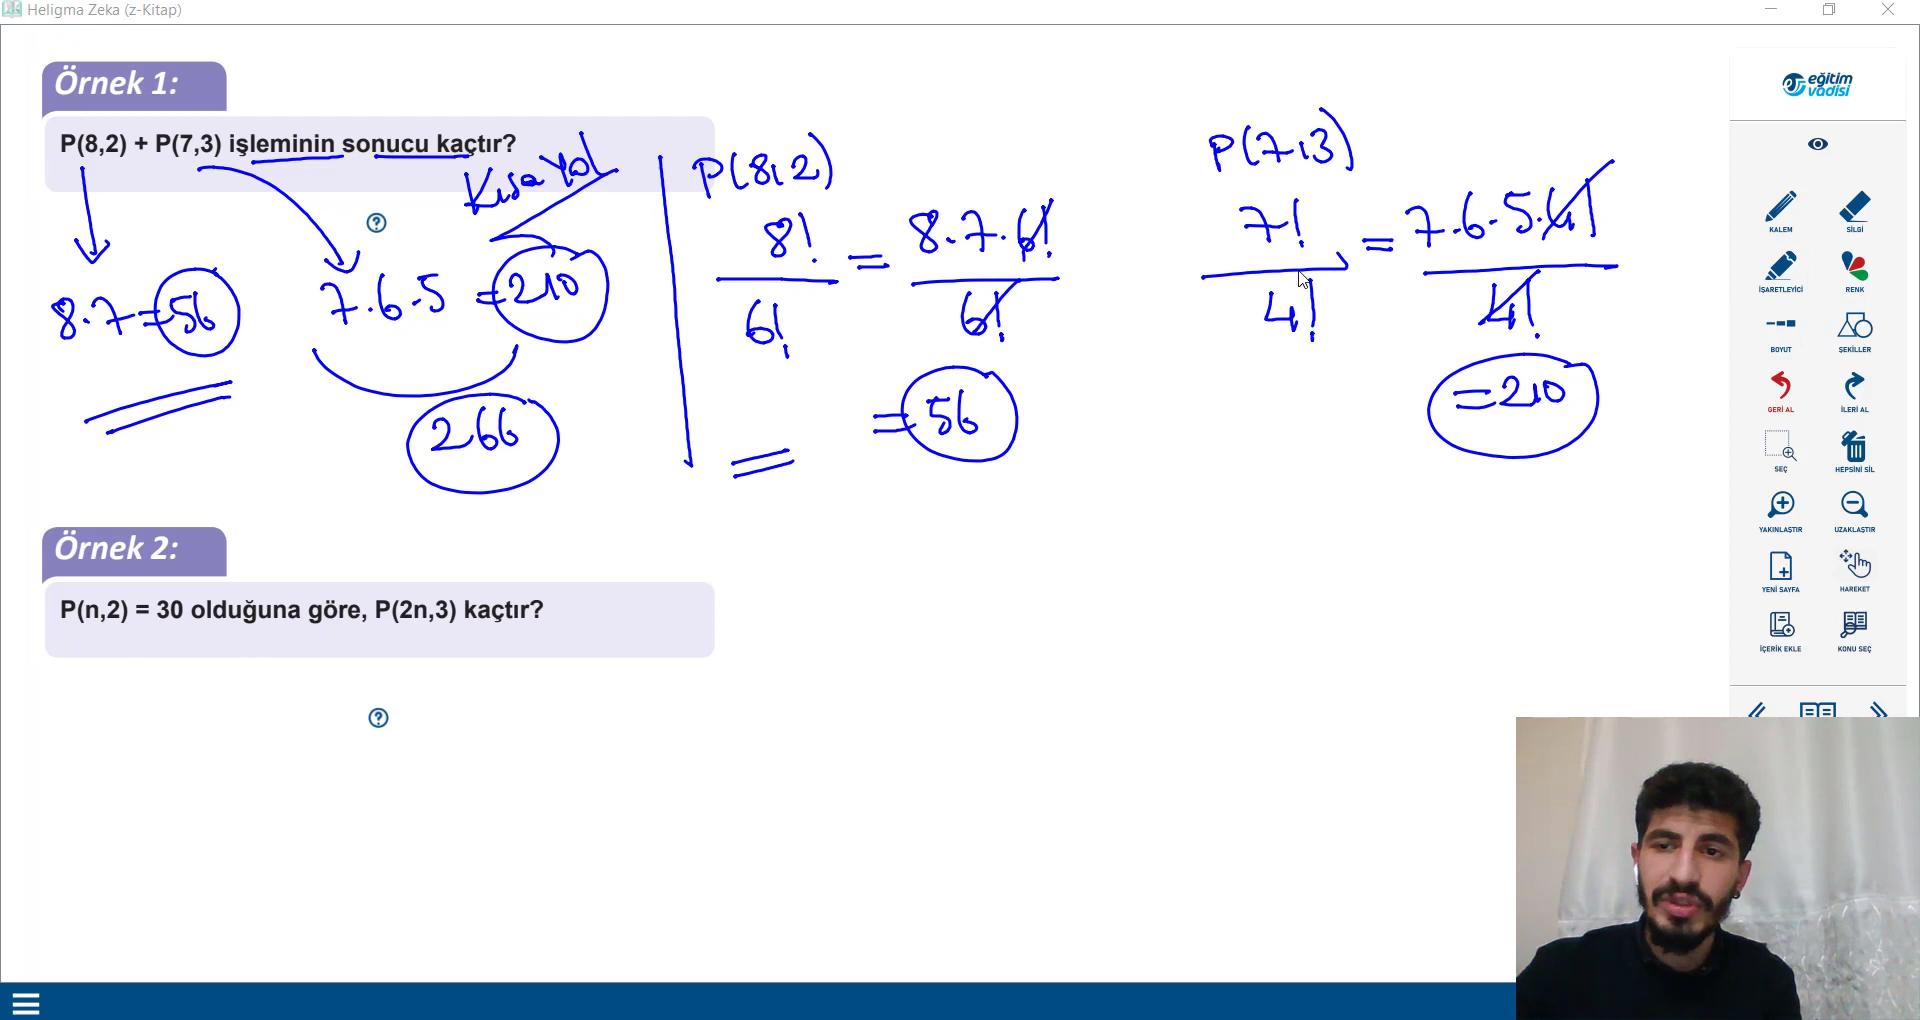 Heligma Zeka (z-Kitap)
Örnek 1:
P(8,2) + P(7,3) işleminin sonucu kaçtır?
Kısa Yol
8.7=56
7.6.5=210
266
P(8,2)
8!/6! = 8.7.6!/6!
=56
P(7,3)
7!/4! = 7.6.5.4!/4!
=210
Örnek 2:
P(n,2) = 30 olduğuna göre, P(2n,3) kaçtır?
eğitim
vadisi
KALEM
SİLGİ
İŞARETLEYİCİ
RENK
BOYUT
ŞEKİLLER
GERİ AL
İLERİ AL
SEÇ
HEPSİNİ SİL
YAKINLAŞTIR
UZAKLAŞTIR
YENİ SAYFA
HAREKET
İÇERİK EKLE
KONU SEÇ